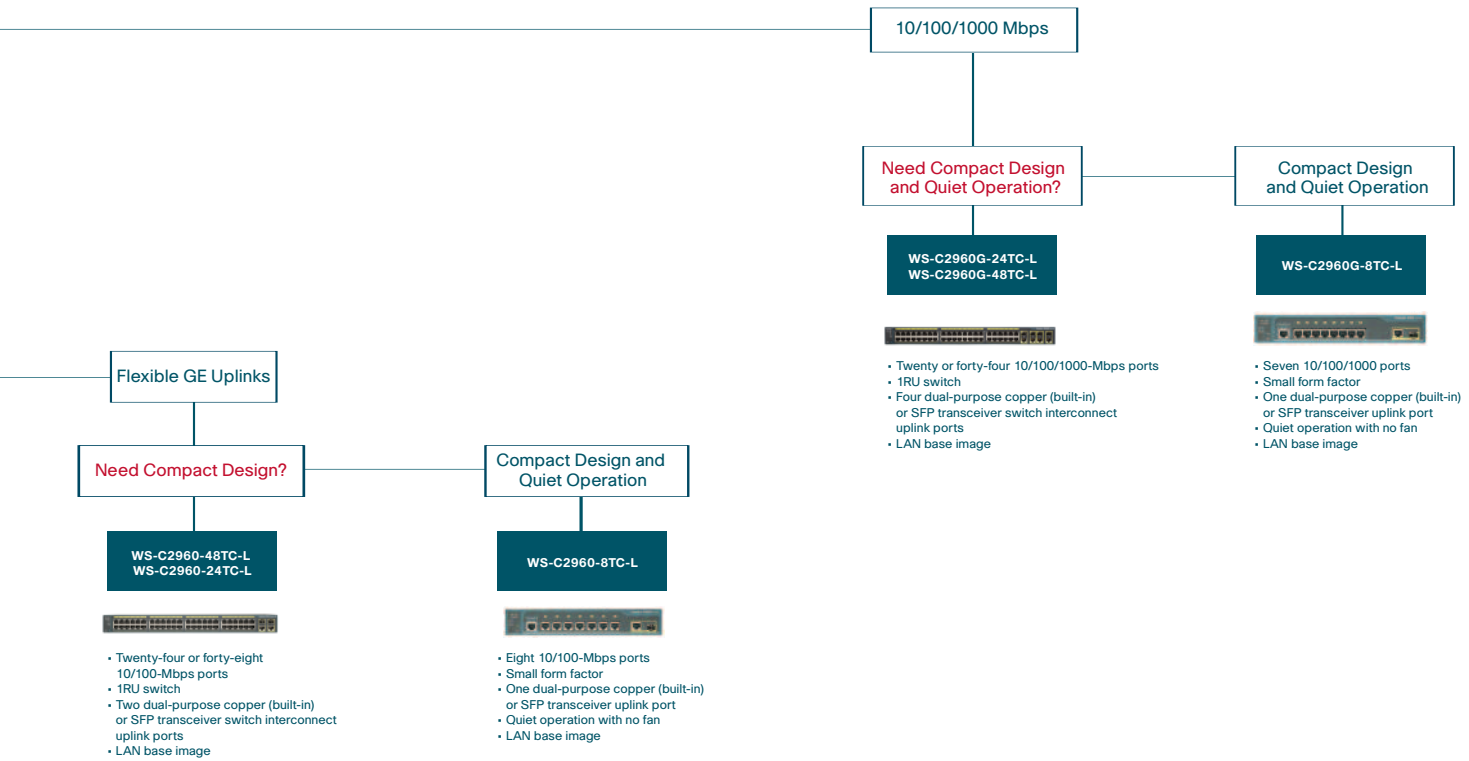 10/100/1000 Mbps
Need Compact Design
and Quiet Operation?
Compact Design
and Quiet Operation
WS-C2960G-24TC-L
WS-C2960G-48TC-L
WS-C2960G-8TC-L
• Twenty or forty-four 10/100/1000-Mbps ports
• 1RU switch
• Four dual-purpose copper (built-in)
or SFP transceiver switch interconnect
uplink ports
• LAN base image
• Seven 10/100/1000 ports
• Small form factor
• One dual-purpose copper (built-in)
or SFP transceiver uplink port
• Quiet operation with no fan
• LAN base image
Flexible GE Uplinks
Need Compact Design?
Compact Design and
Quiet Operation
WS-C2960-48TC-L
WS-C2960-24TC-L
WS-C2960-8TC-L
• Twenty-four or forty-eight
10/100-Mbps ports
• 1RU switch
• Two dual-purpose copper (built-in)
or SFP transceiver switch interconnect
uplink ports
• LAN base image
• Eight 10/100-Mbps ports
• Small form factor
• One dual-purpose copper (built-in)
or SFP transceiver uplink port
• Quiet operation with no fan
• LAN base image